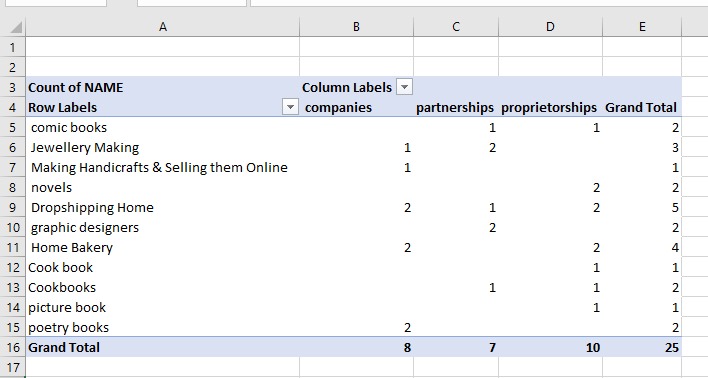 A B C D E
1
2
3 Count of NAME Column Labels
4 Row Labels companies partnerships proprietorships Grand Total
5 comic books 1 1 2
6 Jewellery Making 1 2 3
7 Making Handicrafts & Selling them Online 1 1
8 novels 2 2
9 Dropshipping Home 2 1 2 5
10 graphic designers 2 2
11 Home Bakery 2 2 4
12 Cook book 1 1
13 Cookbooks 1 1 2
14 picture book 1 1
15 poetry books 2 2
16 Grand Total 8 7 10 25
17